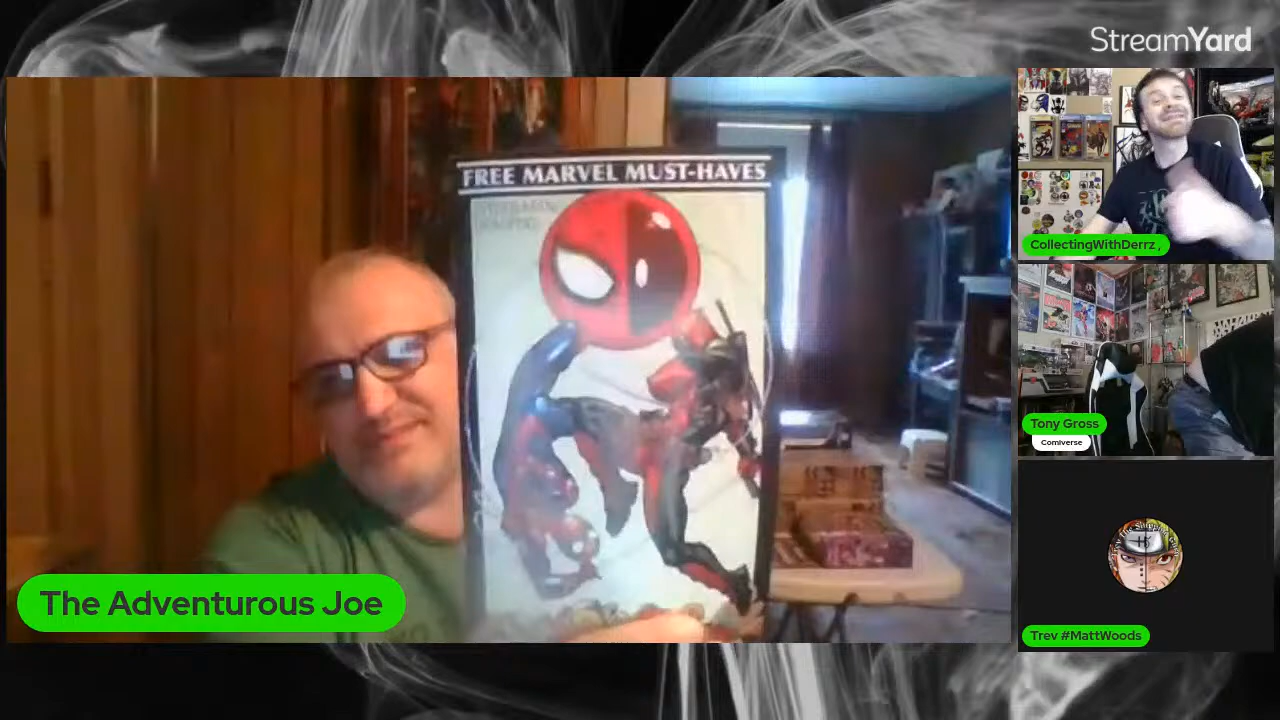 StreamYard
FREE MARVEL MUST-HAVES
CollectingWithDerrz,
Tony Gross
Comiverse
The Adventurous Joe
Trev #MattWoods